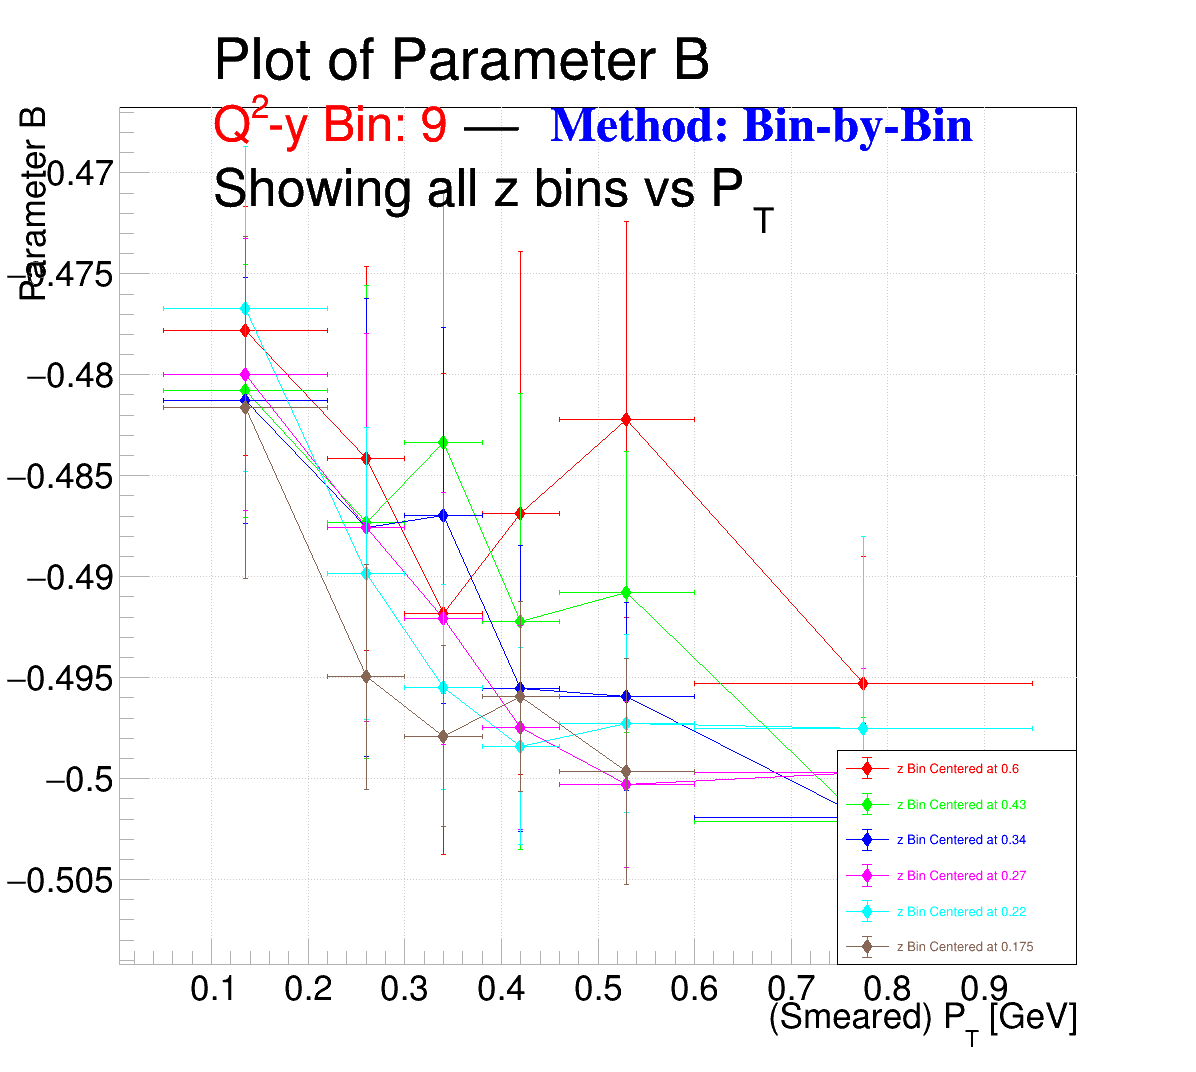 Plot of Parameter B
Q²-y Bin: 9 — Method: Bin-by-Bin
Showing all z bins vs P_T
Parameter B
−0.47
−0.475
−0.48
−0.485
−0.49
−0.495
−0.5
−0.505
z Bin Centered at 0.6
z Bin Centered at 0.43
z Bin Centered at 0.34
z Bin Centered at 0.27
z Bin Centered at 0.22
z Bin Centered at 0.175
0.1 0.2 0.3 0.4 0.5 0.6 0.7 0.8 0.9
(Smeared) P_T [GeV]